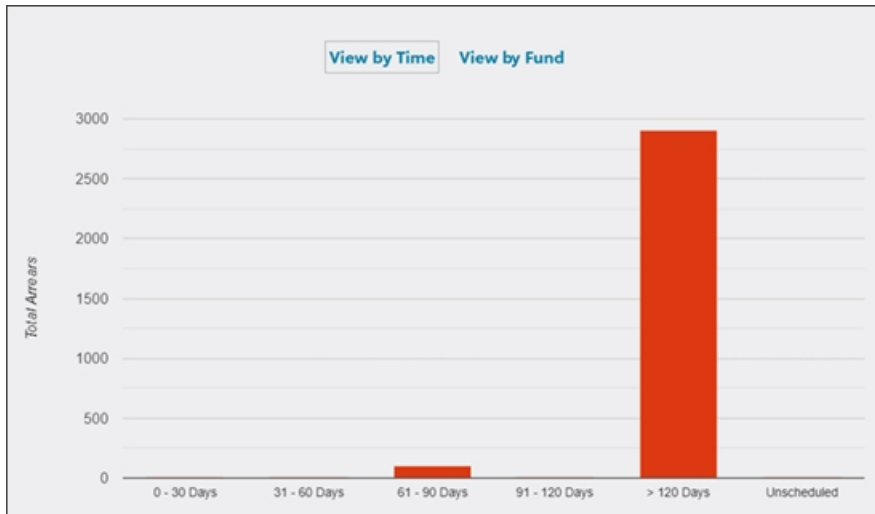 View by Time View by Fund
3000
2500
2000
1500
1000
500
0
Total Arrears
0 - 30 Days 31 - 60 Days 61 - 90 Days 91 - 120 Days > 120 Days Unscheduled